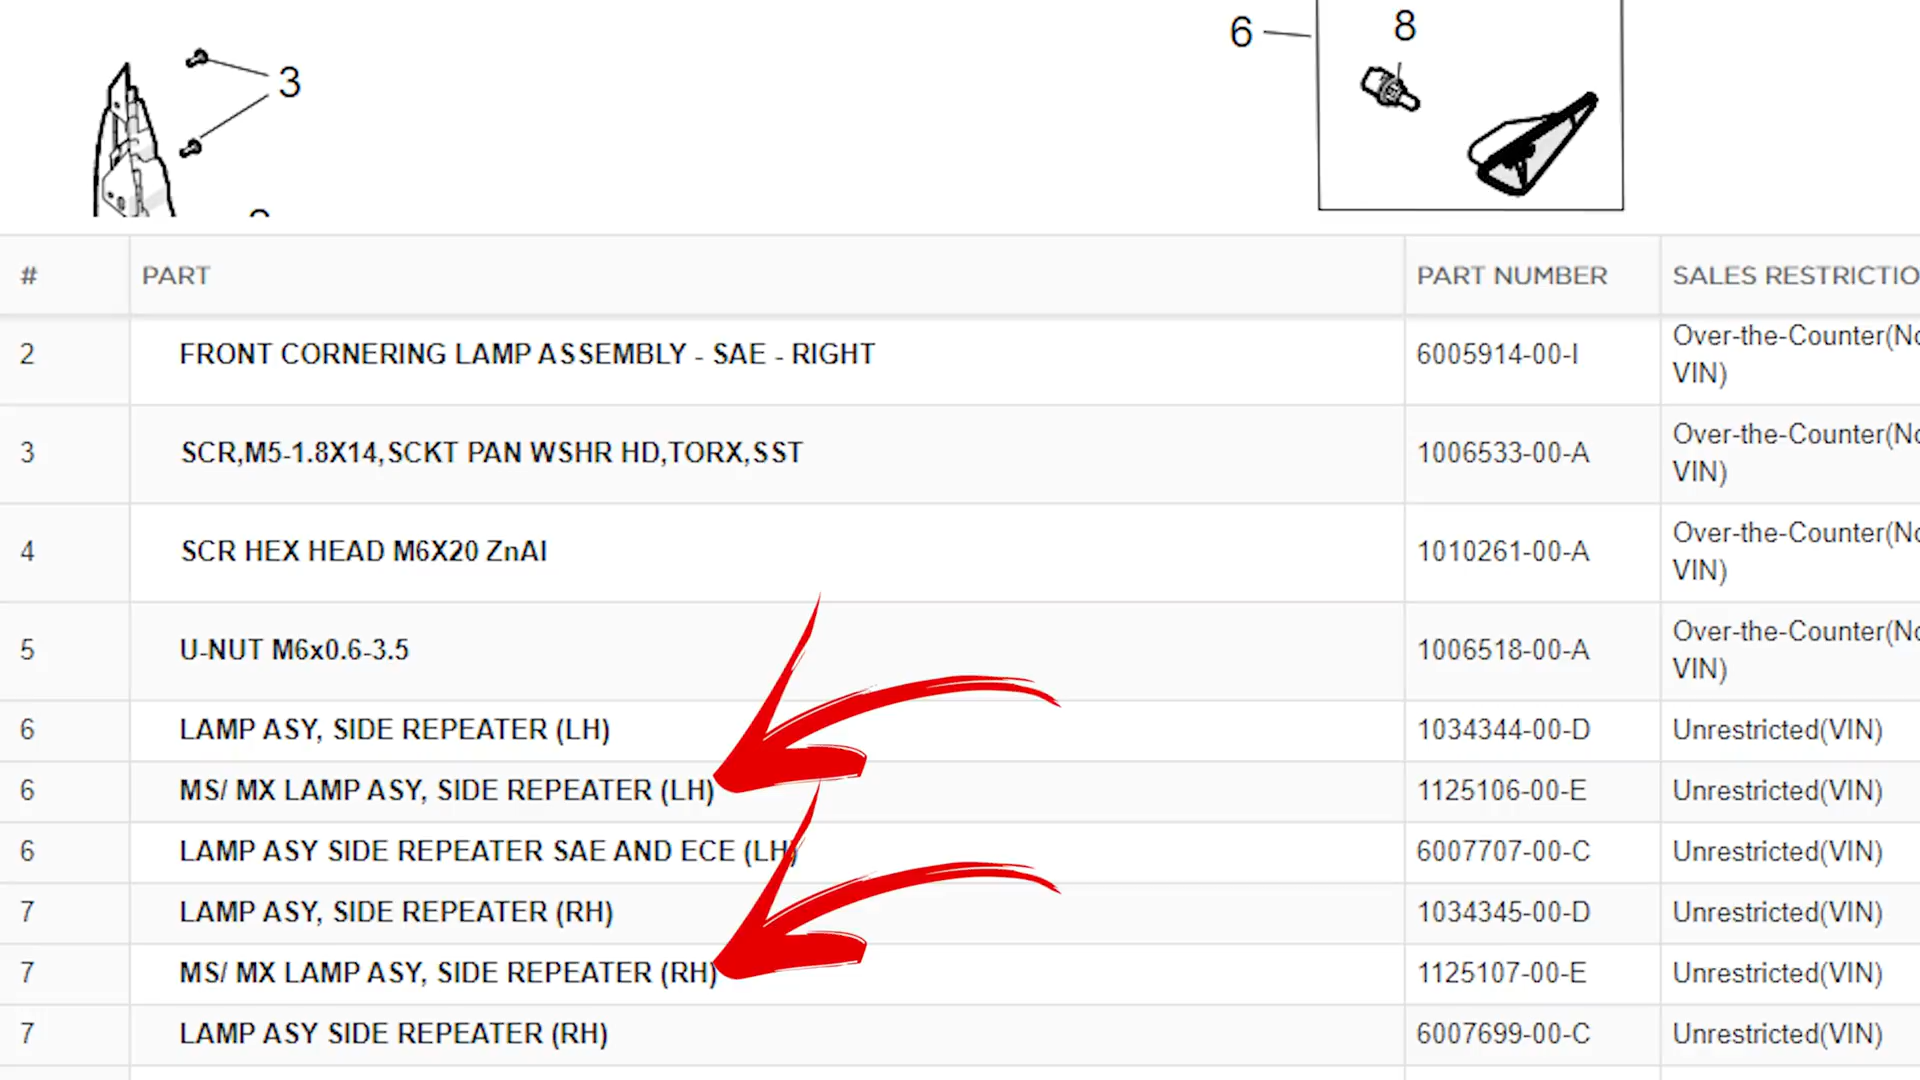 6
8
3
# PART PART NUMBER SALES RESTRICTIO
2 FRONT CORNERING LAMP ASSEMBLY - SAE - RIGHT 6005914-00-I Over-the-Counter(No
VIN)
3 SCR,M5-1.8X14,SCKT PAN WSHR HD,TORX,SST 1006533-00-A Over-the-Counter(No
VIN)
4 SCR HEX HEAD M6X20 ZnAl 1010261-00-A Over-the-Counter(No
VIN)
5 U-NUT M6x0.6-3.5 1006518-00-A Over-the-Counter(No
VIN)
6 LAMP ASY, SIDE REPEATER (LH) 1034344-00-D Unrestricted(VIN)
6 MS/ MX LAMP ASY, SIDE REPEATER (LH) 1125106-00-E Unrestricted(VIN)
6 LAMP ASY SIDE REPEATER SAE AND ECE (LH) 6007707-00-C Unrestricted(VIN)
7 LAMP ASY, SIDE REPEATER (RH) 1034345-00-D Unrestricted(VIN)
7 MS/ MX LAMP ASY, SIDE REPEATER (RH) 1125107-00-E Unrestricted(VIN)
7 LAMP ASY SIDE REPEATER (RH) 6007699-00-C Unrestricted(VIN)